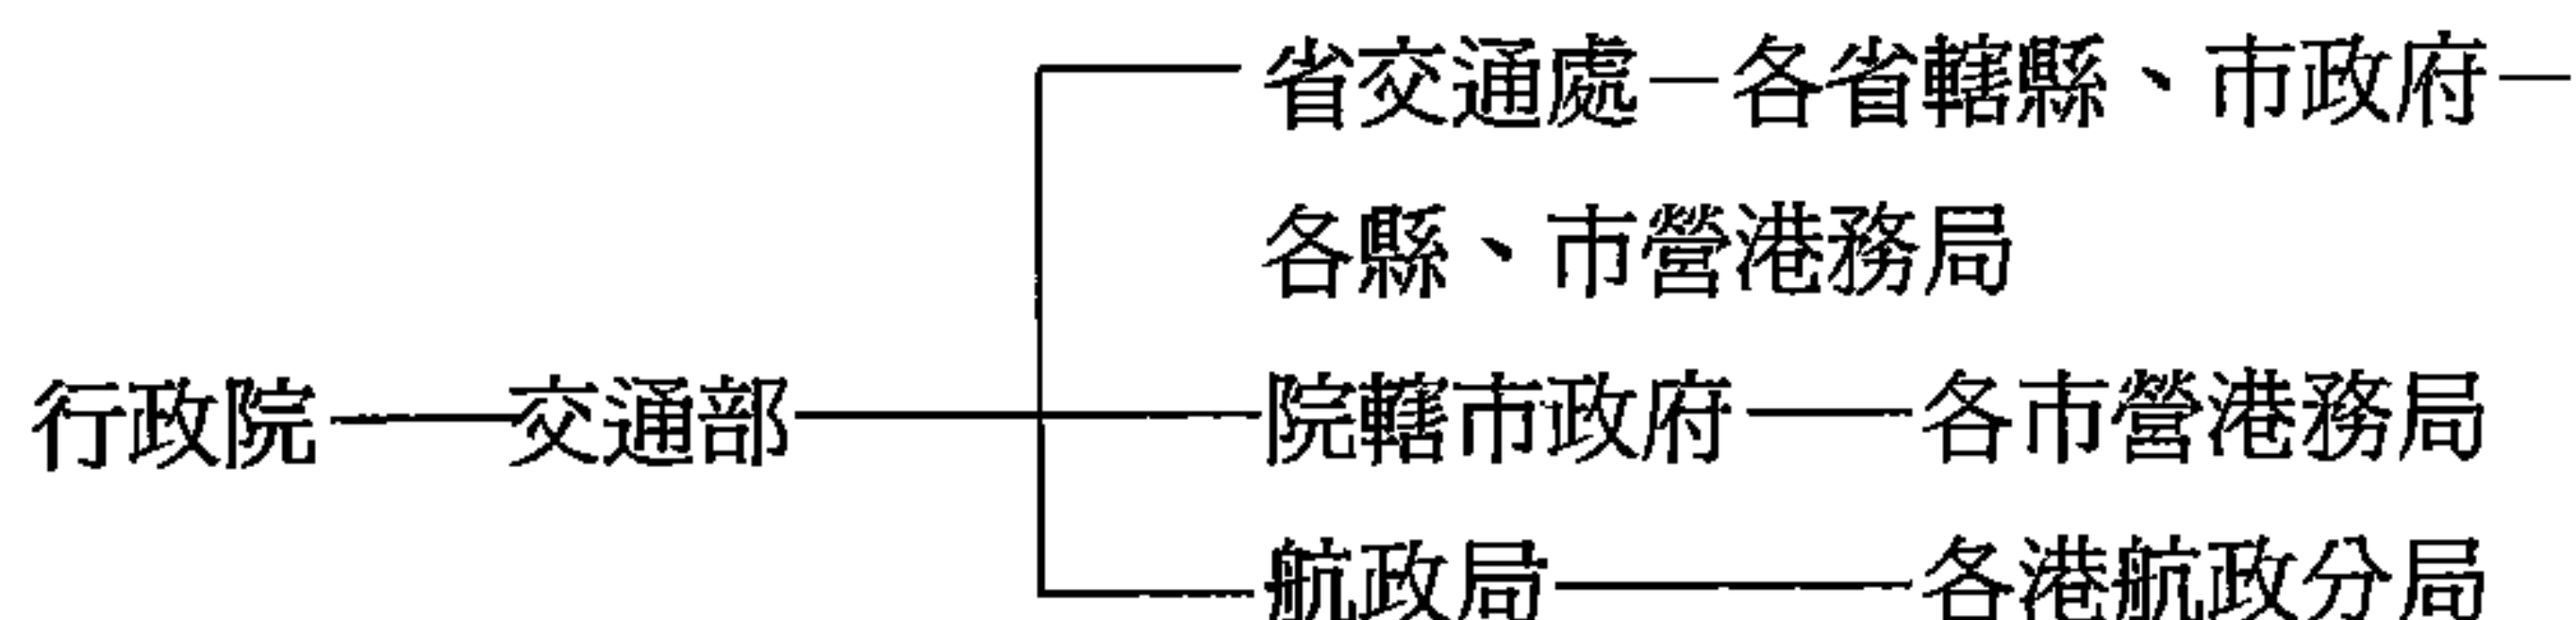 省交通處－各省轄縣、市政府－
各縣、市營港務局
行政院——交通部——院轄市政府——各市營港務局
航政局——各港航政分局